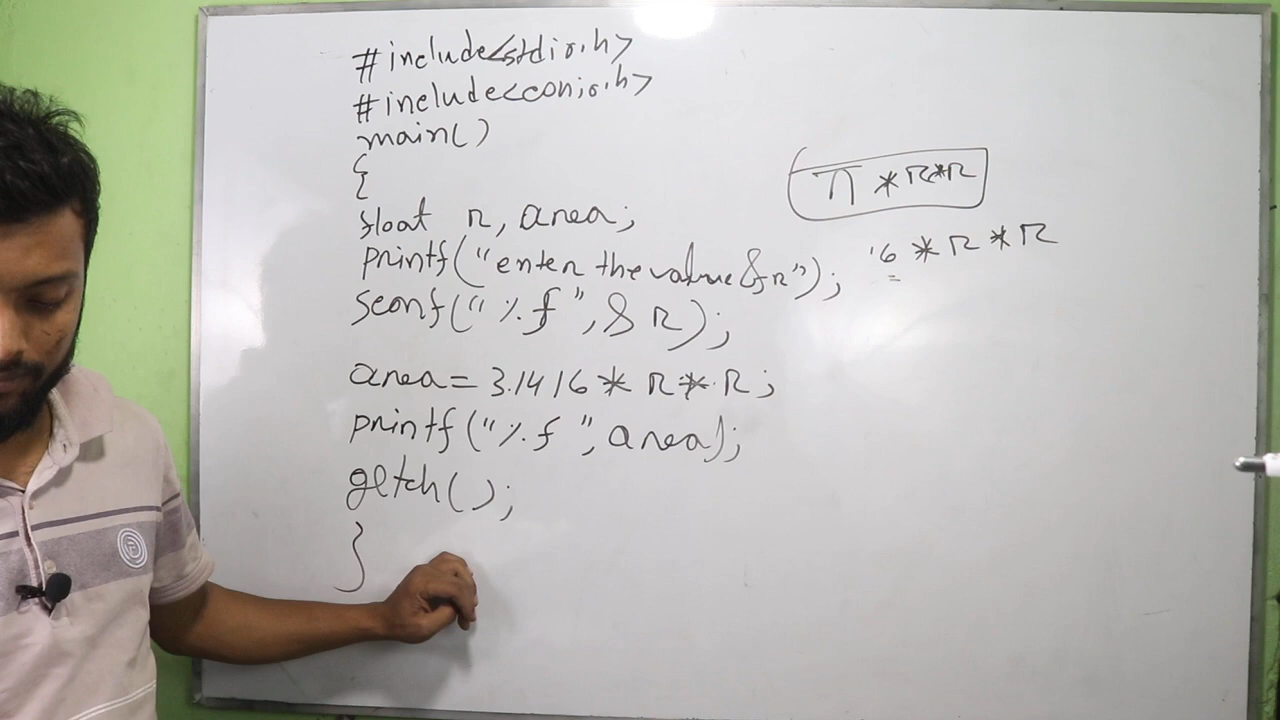 #include<stdio.h>
#include<conio.h>
main()
{
float r, area;
printf("enter the value of r");
scanf("%f", & R);
area = 3.1416 * R * R;
printf("%f", area);
getch();
}
π * R * R
16 * R * R